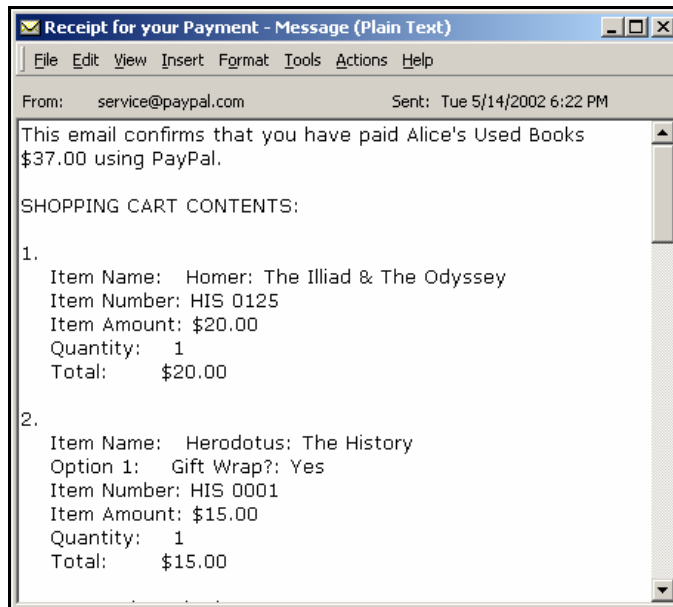 Receipt for your Payment - Message (Plain Text)
File Edit View Insert Format Tools Actions Help
From: service@paypal.com Sent: Tue 5/14/2002 6:22 PM
This email confirms that you have paid Alice's Used Books
$37.00 using PayPal.
SHOPPING CART CONTENTS:
1.
Item Name: Homer: The Illiad & The Odyssey
Item Number: HIS 0125
Item Amount: $20.00
Quantity: 1
Total: $20.00
2.
Item Name: Herodotus: The History
Option 1: Gift Wrap?: Yes
Item Number: HIS 0001
Item Amount: $15.00
Quantity: 1
Total: $15.00